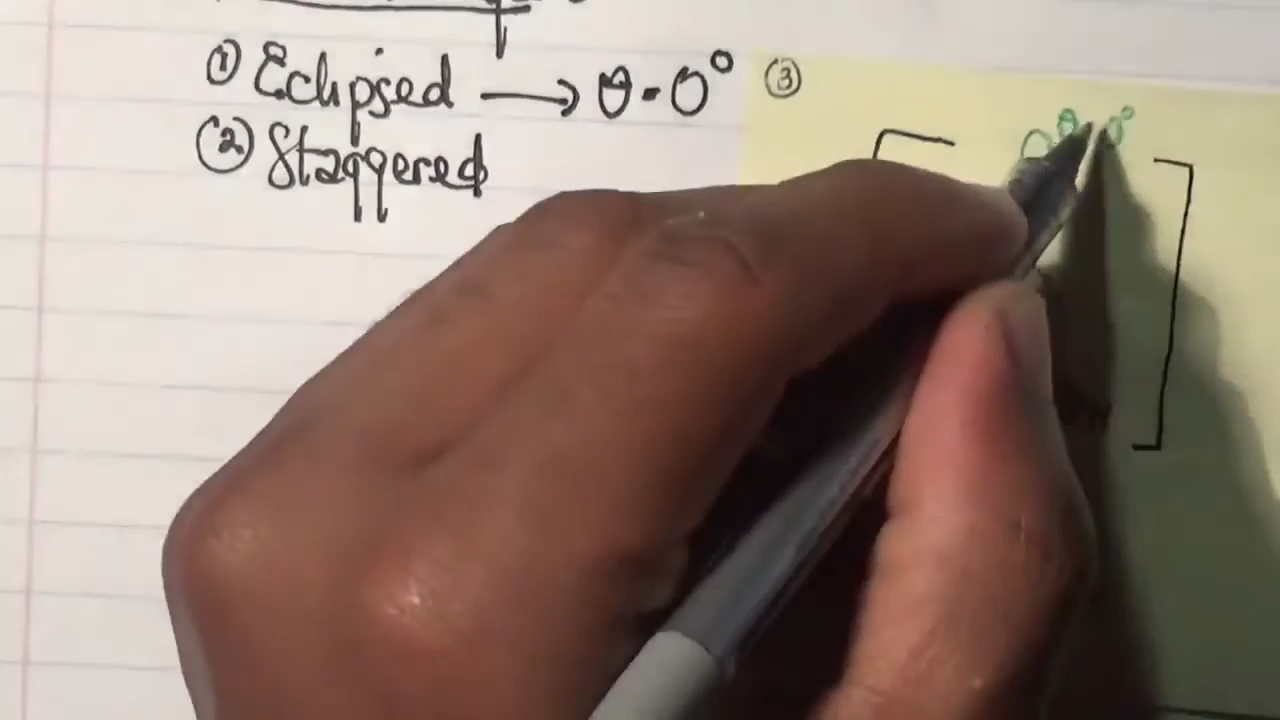 ① Eclipsed → θ = 0°
② Staggered
③